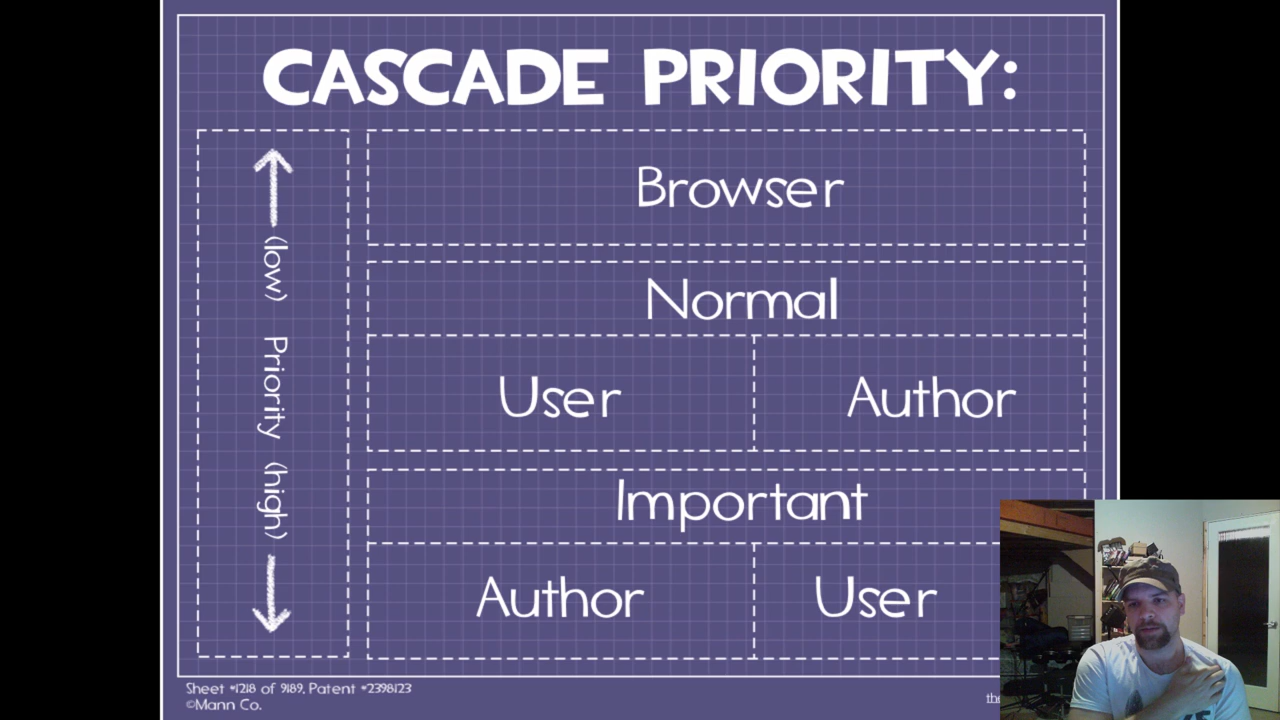 CASCADE PRIORITY:
(low) Priority (high)
Browser
Normal
User Author
Important
Author User
Sheet #1218 of 9189, Patent #2398123
©Mann Co.